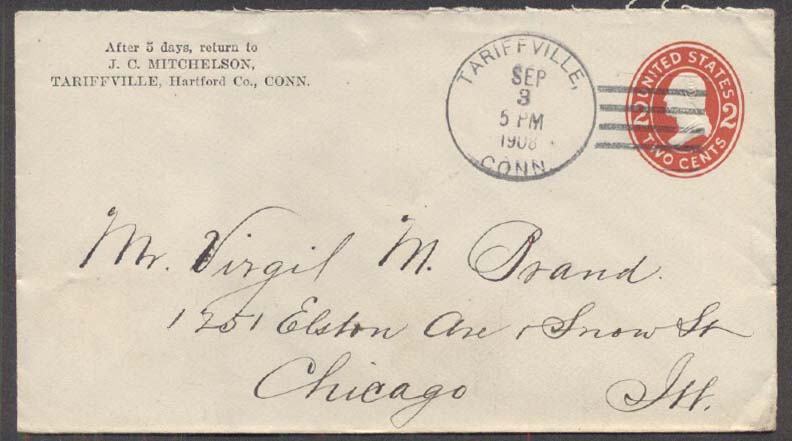 After 5 days, return to
J. C. MITCHELSON,
TARIFFVILLE, Hartford Co., CONN.
TARIFFVILLE,
SEP
3
5 PM
1908
CONN.
UNITED STATES
2 2
TWO CENTS
Mr. Virgil M. Brand.
1251 Elston Ave & Snow St
Chicago Ill.